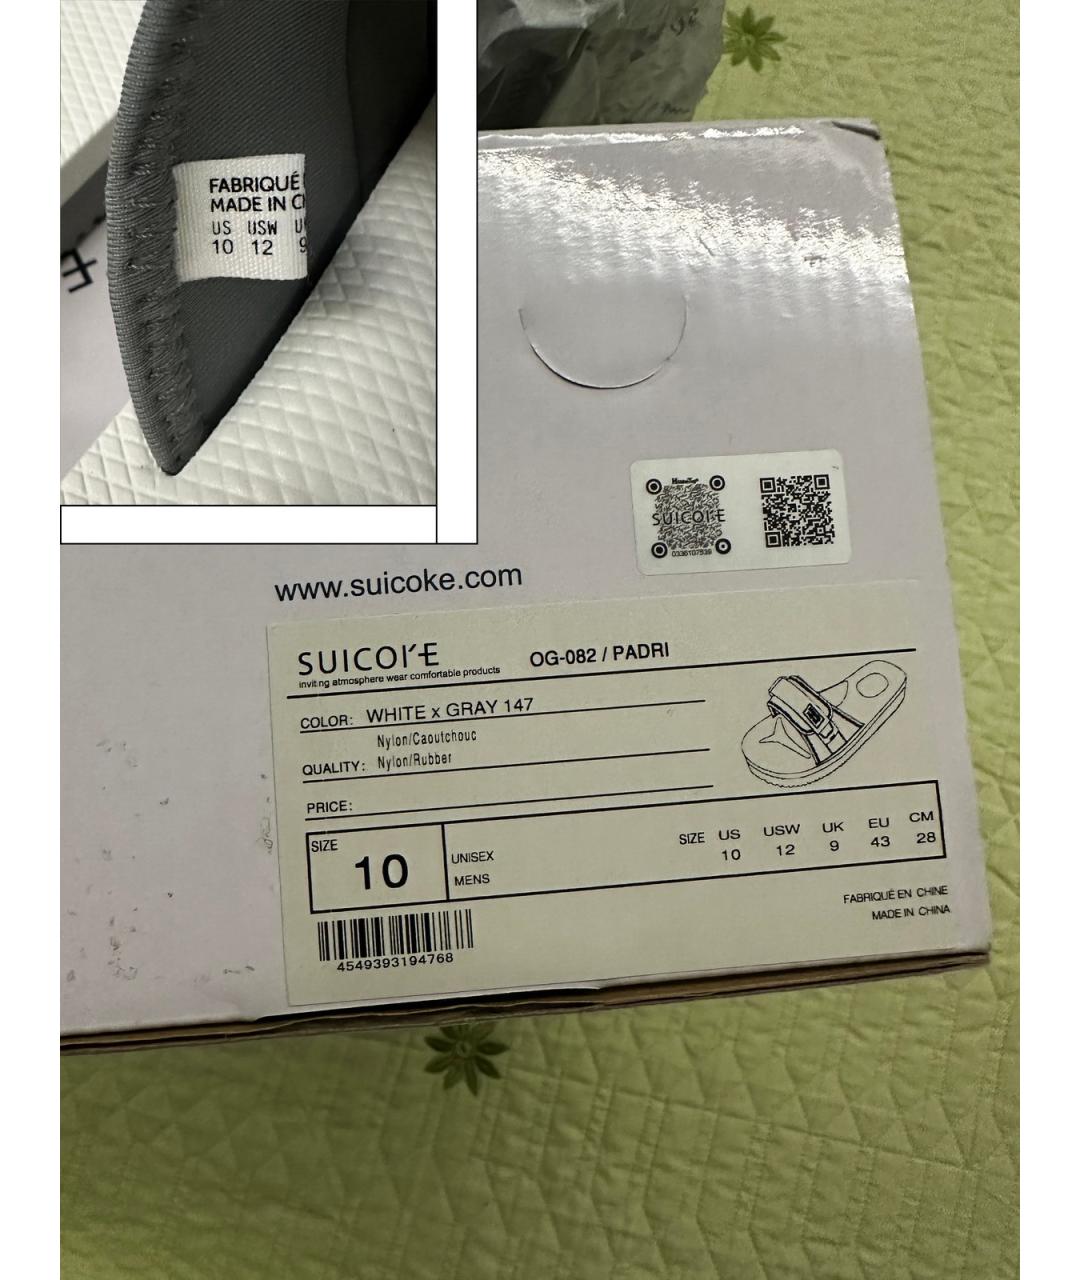 FABRIQUÉ
MADE IN
US USW
10 12 9
SUICOKE
0336107539
www.suicoke.com
SUICOKE
inviting atmosphere wear comfortable products
OG-082 / PADRI
COLOR: WHITE x GRAY 147
Nylon/Caoutchouc
QUALITY: Nylon/Rubber
PRICE:
SIZE
10
UNISEX
MENS
SIZE US USW UK EU CM
10 12 9 43 28
FABRIQUÉ EN CHINE
MADE IN CHINA
4549393194768